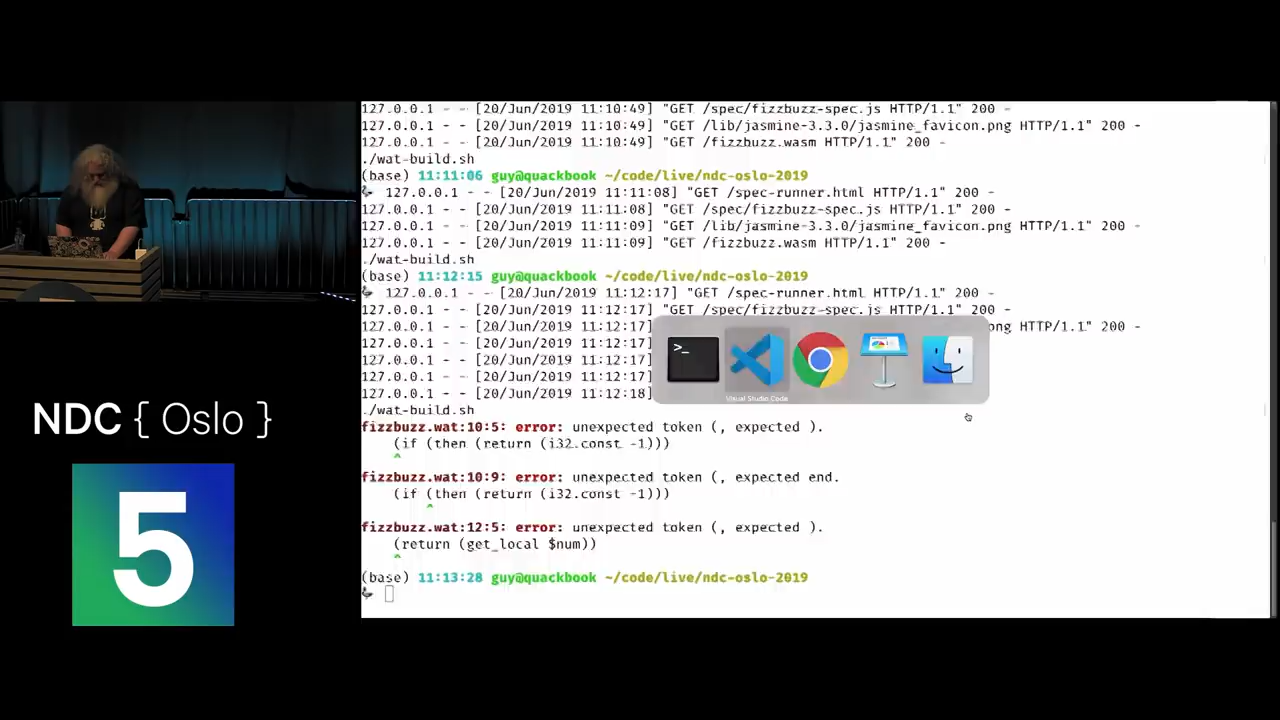 127.0.0.1 - - [20/Jun/2019 11:10:49] "GET /spec/fizzbuzz-spec.js HTTP/1.1" 200 -
127.0.0.1 - - [20/Jun/2019 11:10:49] "GET /lib/jasmine-3.3.0/jasmine_favicon.png HTTP/1.1" 200 -
127.0.0.1 - - [20/Jun/2019 11:10:49] "GET /fizzbuzz.wasm HTTP/1.1" 200 -
./wat-build.sh
(base) 11:11:06 guy@quackbook ~/code/live/ndc-oslo-2019
127.0.0.1 - - [20/Jun/2019 11:11:08] "GET /spec-runner.html HTTP/1.1" 200 -
127.0.0.1 - - [20/Jun/2019 11:11:08] "GET /spec/fizzbuzz-spec.js HTTP/1.1" 200 -
127.0.0.1 - - [20/Jun/2019 11:11:09] "GET /lib/jasmine-3.3.0/jasmine_favicon.png HTTP/1.1" 200 -
127.0.0.1 - - [20/Jun/2019 11:11:09] "GET /fizzbuzz.wasm HTTP/1.1" 200 -
./wat-build.sh
(base) 11:12:15 guy@quackbook ~/code/live/ndc-oslo-2019
127.0.0.1 - - [20/Jun/2019 11:12:17] "GET /spec-runner.html HTTP/1.1" 200 -
127.0.0.1 - - [20/Jun/2019 11:12:17] "GET /spec/fizzbuzz-spec.js HTTP/1.1" 200 -
127.0.0.1 - - [20/Jun/2019 11:12:17] ong HTTP/1.1" 200 -
127.0.0.1 - - [20/Jun/2019 11:12:17]
127.0.0.1 - - [20/Jun/2019 11:12:17]
127.0.0.1 - - [20/Jun/2019 11:12:17]
127.0.0.1 - - [20/Jun/2019 11:12:18]
Visual Studio Code
./wat-build.sh
fizzbuzz.wat:10:5: error: unexpected token (, expected ).
(if (then (return (i32.const -1)))
^
fizzbuzz.wat:10:9: error: unexpected token (, expected end.
(if (then (return (i32.const -1)))
^
fizzbuzz.wat:12:5: error: unexpected token (, expected ).
(return (get_local $num))
^
(base) 11:13:28 guy@quackbook ~/code/live/ndc-oslo-2019
NDC { Oslo }
5